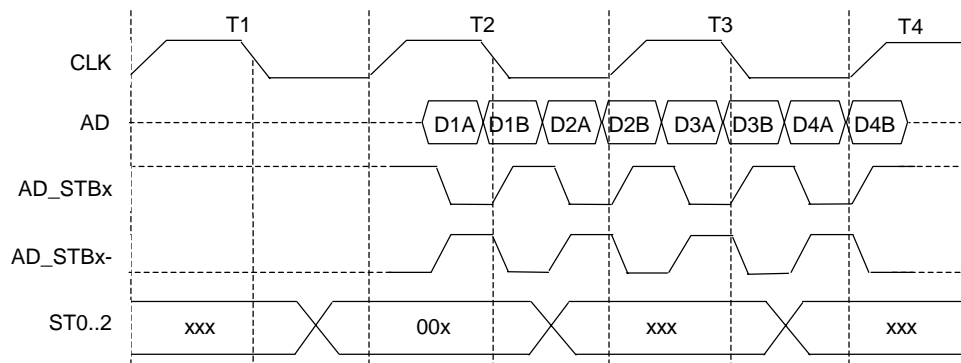 T1 T2 T3 T4
CLK
AD D1A D1B D2A D2B D3A D3B D4A D4B
AD_STBx
AD_STBx-
ST0..2 xxx 00x xxx xxx